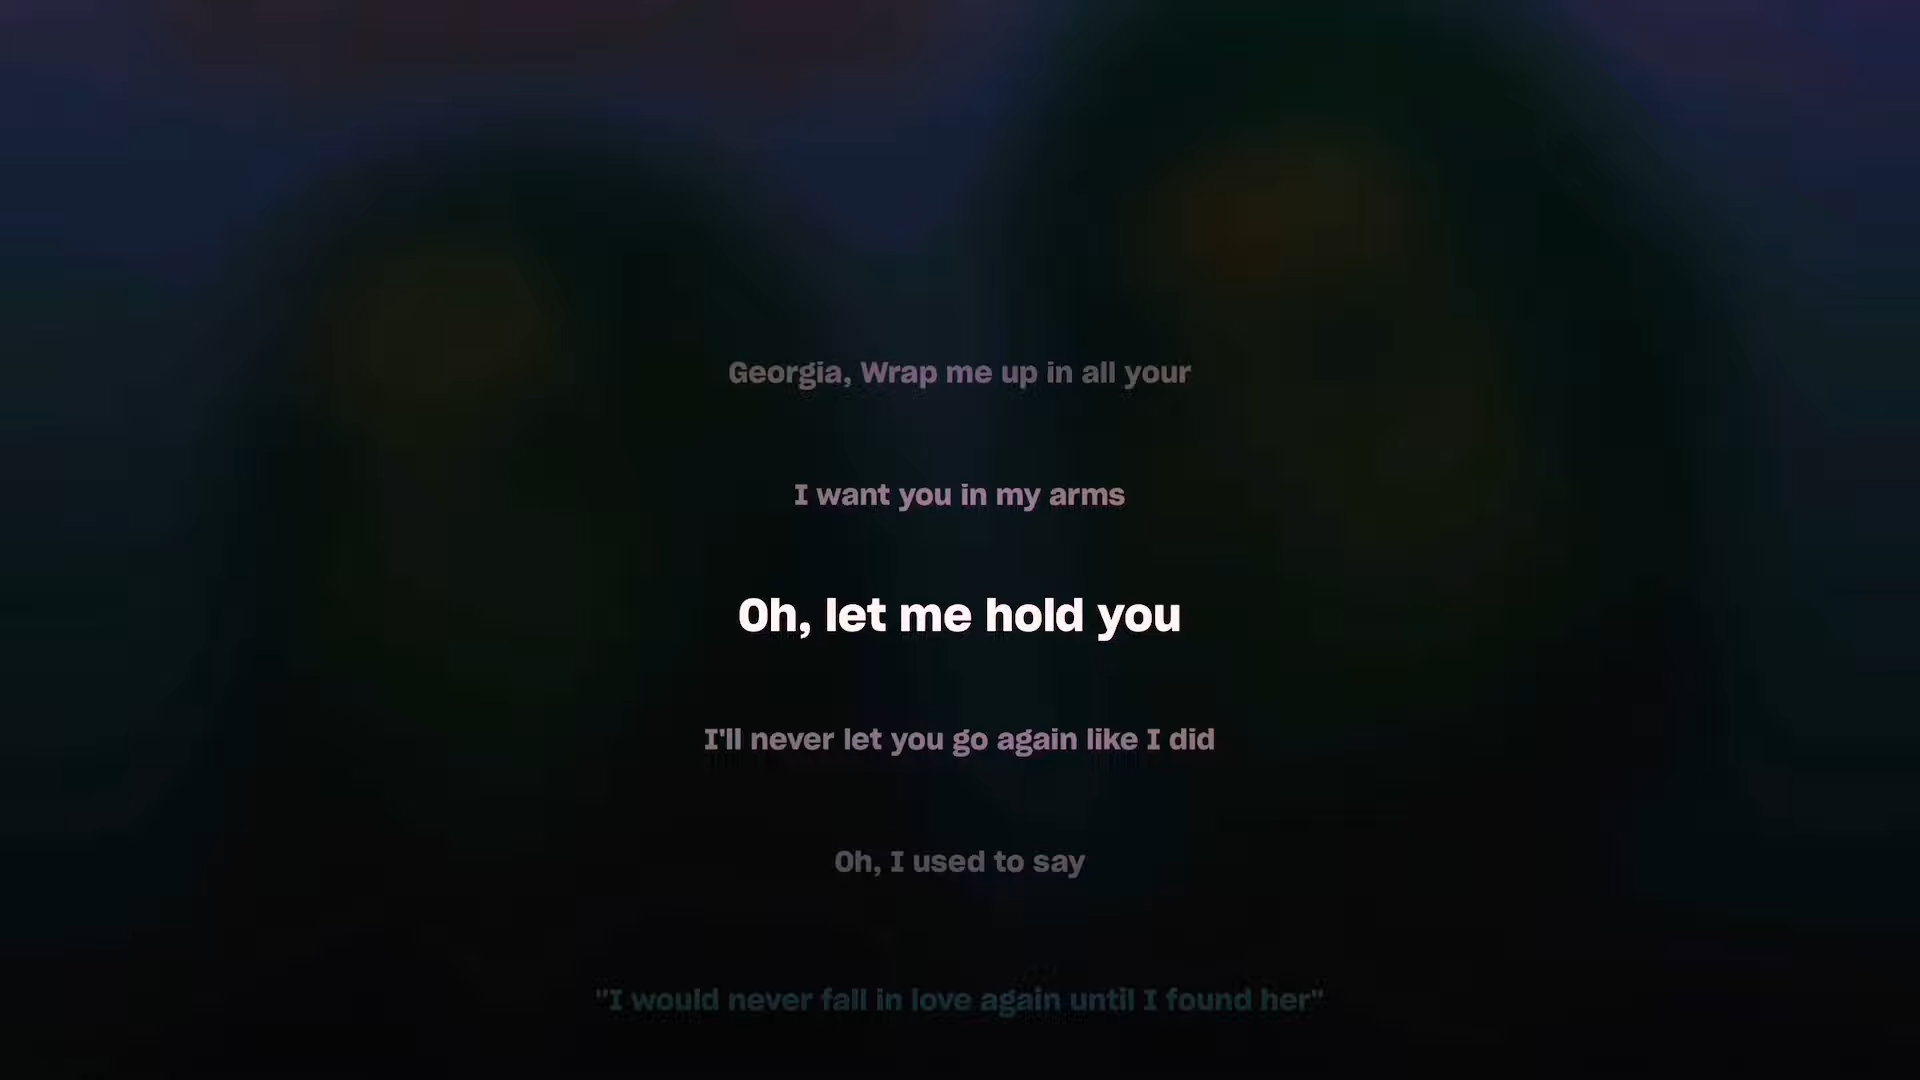 Georgia, Wrap me up in all your
I want you in my arms
Oh, let me hold you
I'll never let you go again like I did
Oh, I used to say
"I would never fall in love again until I found her"